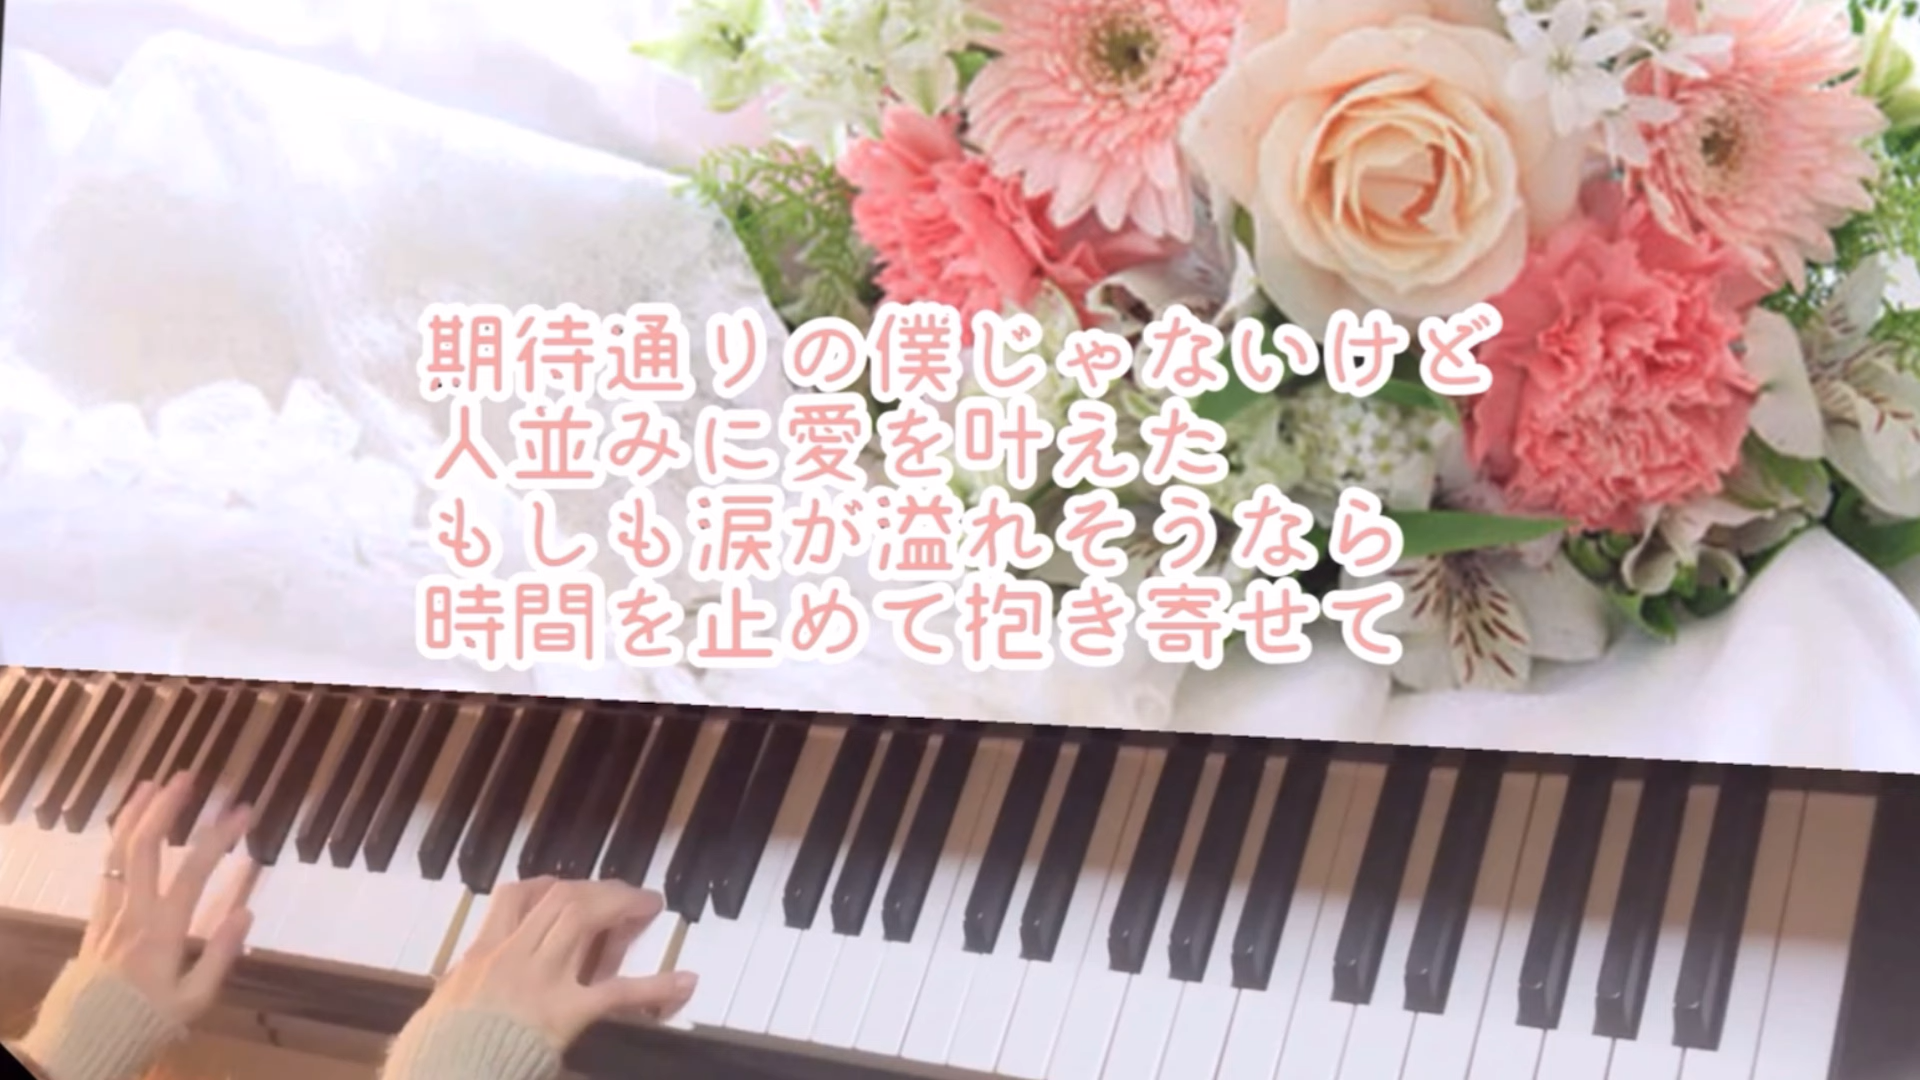 期待通りの僕じゃないけど
人並みに愛を叶えた
もしも涙が溢れそうなら
時間を止めて抱き寄せて